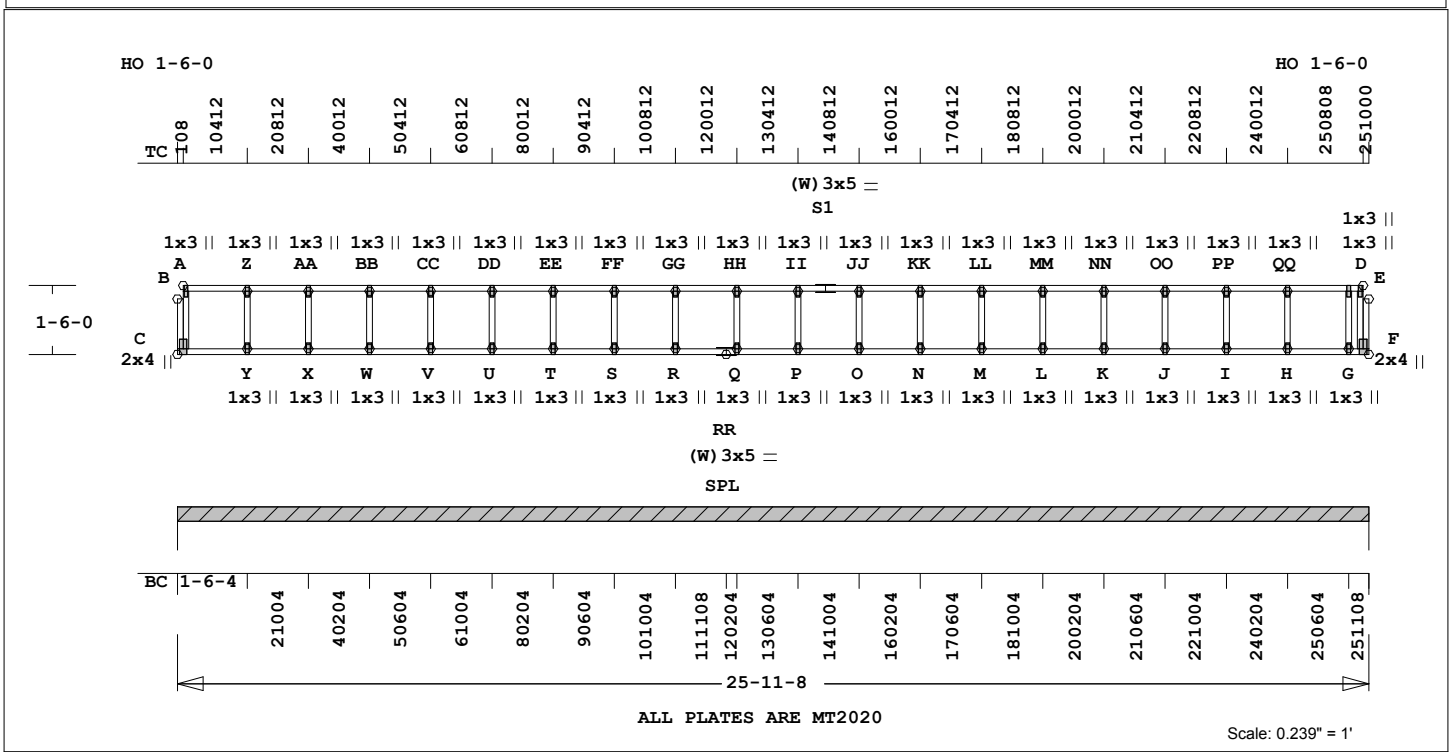 HO 1-6-0 HO 1-6-0
TC 108 10412 20812 40012 50412 60812 80012 90412 100812 120012 130412 140812 160012 170412 180812 200012 210412 220812 240012 250808 251000
(W)3x5 =
S1
1x3 ||
1x3 || 1x3 || 1x3 || 1x3 || 1x3 || 1x3 || 1x3 || 1x3 || 1x3 || 1x3 || 1x3 || 1x3 || 1x3 || 1x3 || 1x3 || 1x3 || 1x3 || 1x3 || 1x3 || 1x3 ||
A Z AA BB CC DD EE FF GG HH II JJ KK LL MM NN OO PP QQ D
B E
1-6-0
C F
2x4 || 2x4 ||
Y X W V U T S R Q P O N M L K J I H G
1x3 || 1x3 || 1x3 || 1x3 || 1x3 || 1x3 || 1x3 || 1x3 || 1x3 || 1x3 || 1x3 || 1x3 || 1x3 || 1x3 || 1x3 || 1x3 || 1x3 || 1x3 || 1x3 ||
RR
(W)3x5 =
SPL
BC 1-6-4 21004 40204 50604 61004 80204 90604 101004 111108 120204 130604 141004 160204 170604 181004 200204 210604 221004 240204 250604 251108
25-11-8
ALL PLATES ARE MT2020
Scale: 0.239" = 1'